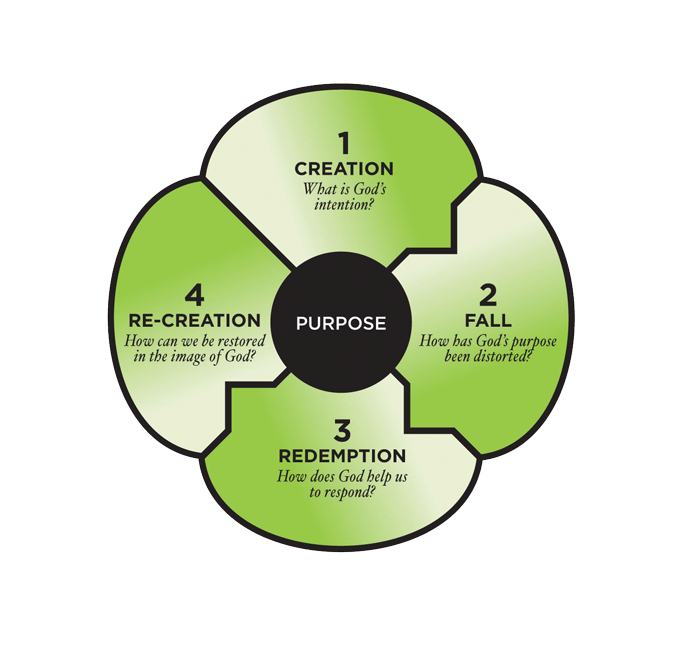 1
CREATION
What is God's
intention?
2
FALL
How has God's purpose
been distorted?
3
REDEMPTION
How does God help us
to respond?
4
RE-CREATION
How can we be restored
in the image of God?
PURPOSE